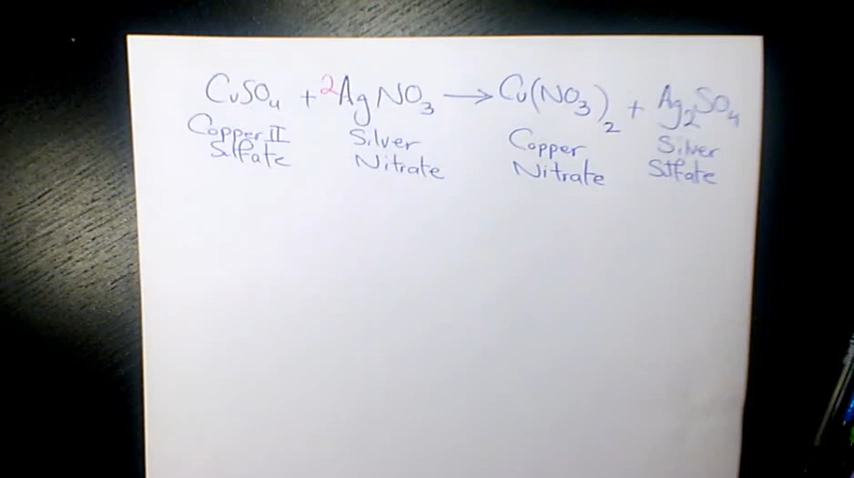 CuSO4 + 2AgNO3 → Cu(NO3)2 + Ag2SO4
Copper II Silver Copper Silver
Sulfate Nitrate Nitrate Sulfate